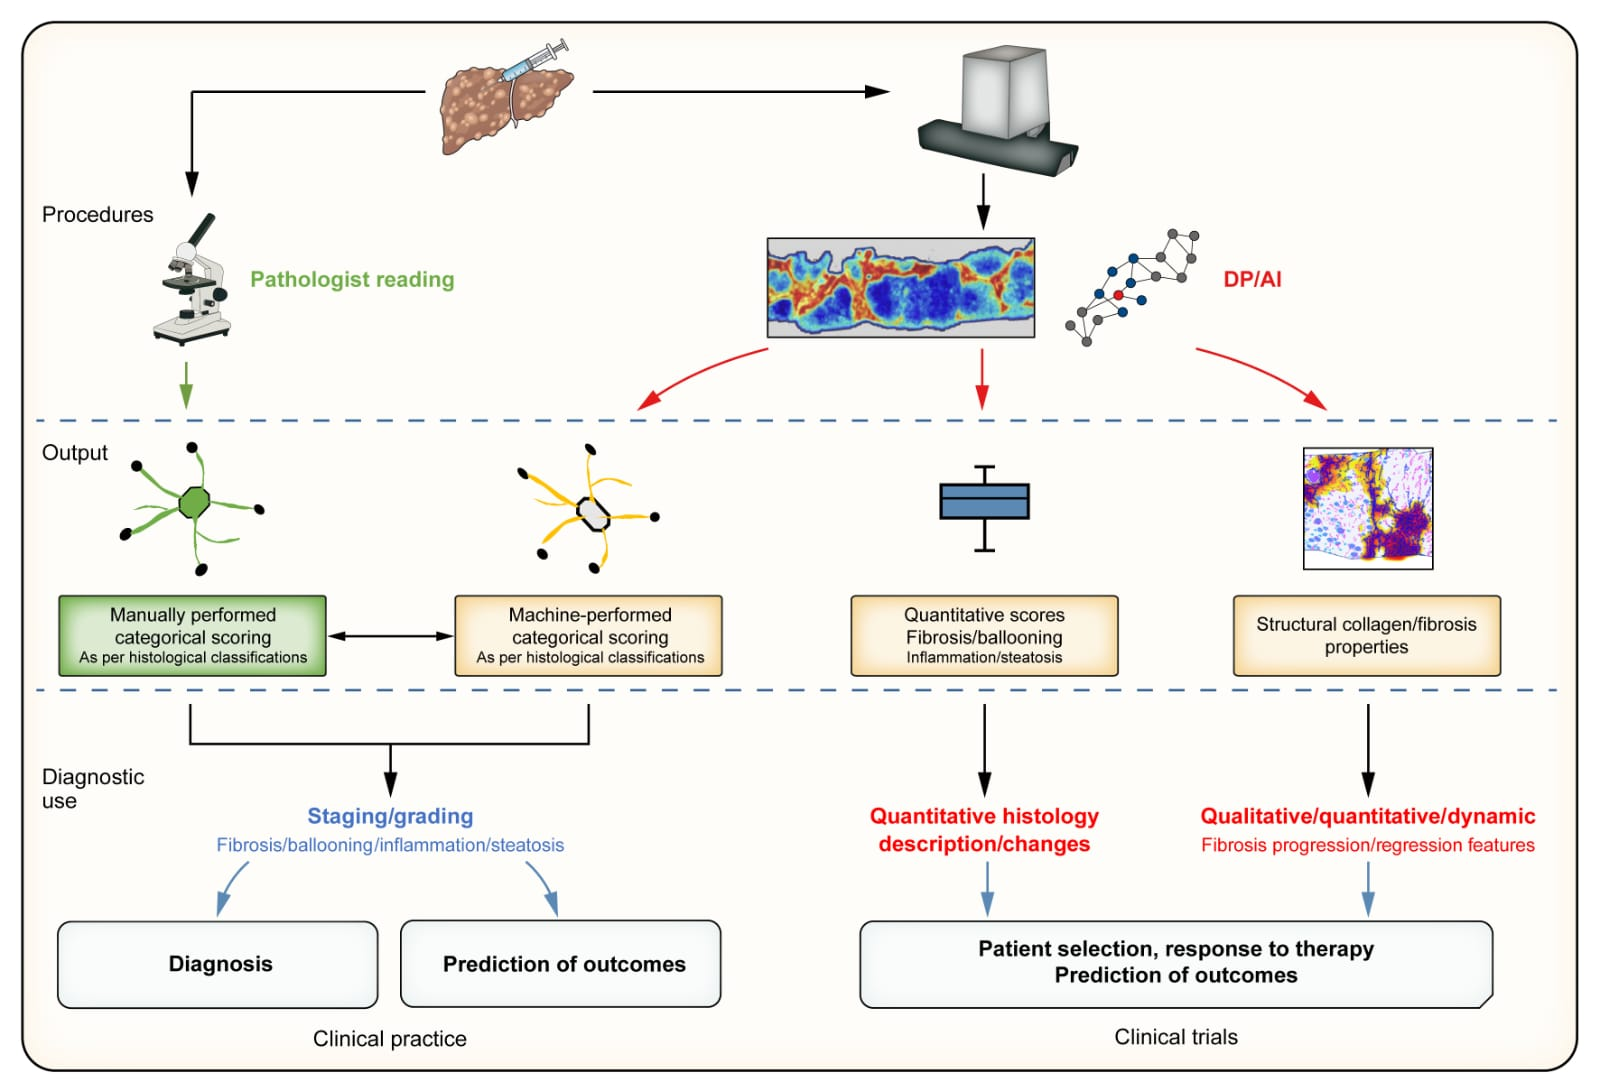 Procedures
Pathologist reading
DP/AI
Output
Manually performed
categorical scoring
As per histological classifications
Machine-performed
categorical scoring
As per histological classifications
Quantitative scores
Fibrosis/ballooning
Inflammation/steatosis
Structural collagen/fibrosis
properties
Diagnostic
use
Staging/grading
Fibrosis/ballooning/inflammation/steatosis
Quantitative histology
description/changes
Qualitative/quantitative/dynamic
Fibrosis progression/regression features
Diagnosis
Prediction of outcomes
Patient selection, response to therapy
Prediction of outcomes
Clinical practice
Clinical trials